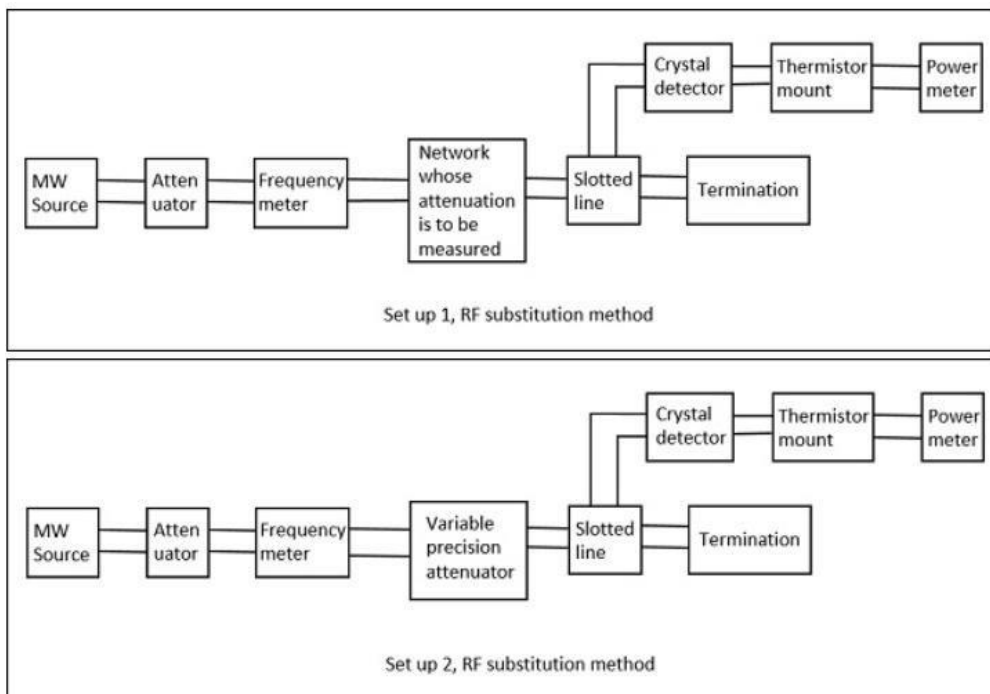 Crystal
detector
Thermistor
mount
Power
meter
MW
Source
Atten
uator
Frequency
meter
Network
whose
attenuation
is to be
measured
Slotted
line
Termination
Set up 1, RF substitution method
Crystal
detector
Thermistor
mount
Power
meter
MW
Source
Atten
uator
Frequency
meter
Variable
precision
attenuator
Slotted
line
Termination
Set up 2, RF substitution method